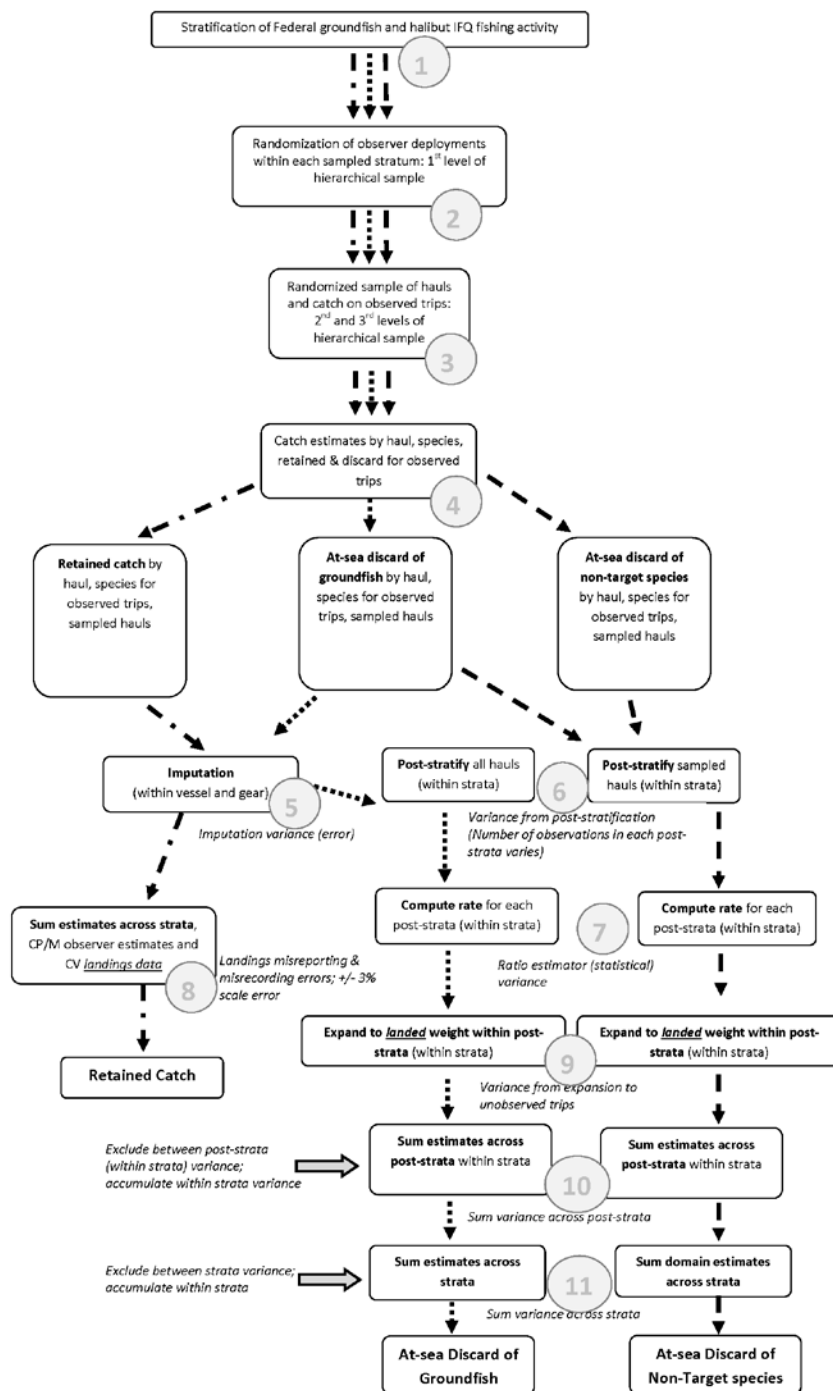 Stratification of Federal groundfish and halibut IFQ fishing activity
1
Randomization of observer deployments
within each sampled stratum: 1st level of
hierarchical sample
2
Randomized sample of hauls
and catch on observed trips:
2nd and 3rd levels of
hierarchical sample
3
Catch estimates by haul, species,
retained & discard for observed
trips
4
Retained catch by
haul, species for
observed trips,
sampled hauls
At-sea discard of
groundfish by haul,
species for observed
trips, sampled hauls
At-sea discard of
non-target species
by haul, species for
observed trips,
sampled hauls
Imputation
(within vessel and gear)
5
Imputation variance (error)
Post-stratify all hauls
(within strata)
6
Post-stratify sampled
hauls (within strata)
Variance from post-stratification
(Number of observations in each post-
strata varies)
Sum estimates across strata,
CP/M observer estimates and
CV landings data
8
Landings misreporting &
misrecording errors; +/- 3%
scale error
Retained Catch
Compute rate for each
post-strata (within strata)
7
Compute rate for each
post-strata (within strata)
Ratio estimator (statistical)
variance
Expand to landed weight within post-
strata (within strata)
9
Expand to landed weight within
post-strata (within strata)
Variance from expansion to
unobserved trips
Exclude between post-strata
(within strata) variance;
accumulate within strata variance
Sum estimates across
post-strata within strata
10
Sum estimates across
post-strata within strata
Sum variance across post-strata
Exclude between strata variance;
accumulate within strata
Sum estimates across
strata
11
Sum domain estimates
across strata
Sum variance across strata
At-sea Discard of
Groundfish
At-sea Discard of
Non-Target species